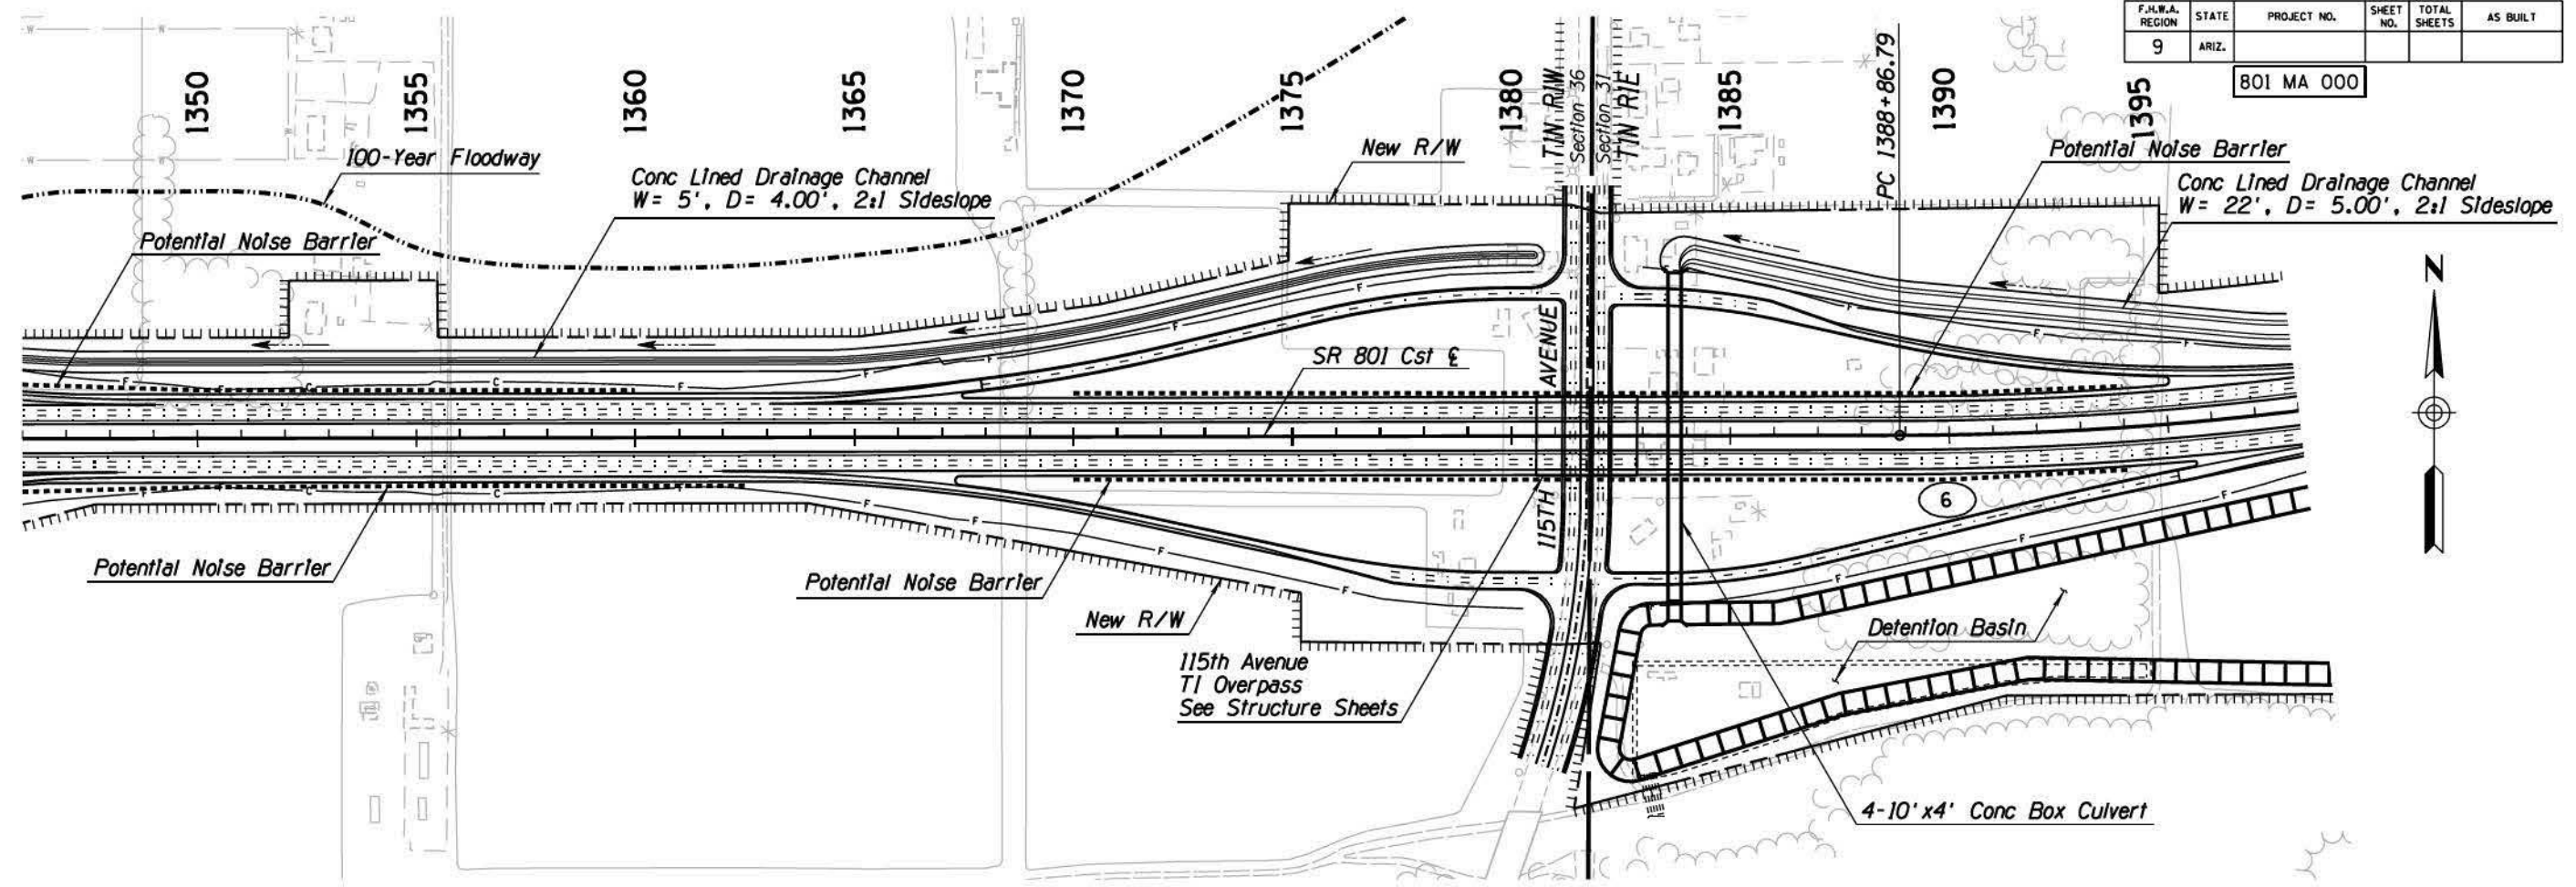 F.H.W.A. REGION STATE PROJECT NO. SHEET NO. TOTAL SHEETS AS BUILT
9 ARIZ.
801 MA 000
1350
1355
1360
1365
1370
1375
1380
1385
1390
1395
T1N R1W
Section 36
Section 31
T1N R1E
PC 1388+86.79
100-Year Floodway
Conc Lined Drainage Channel
W= 5', D= 4.00', 2:1 Sideslope
New R/W
Potential Noise Barrier
Conc Lined Drainage Channel
W= 22', D= 5.00', 2:1 Sideslope
Potential Noise Barrier
N
SR 801 Cst ℄
115TH AVENUE
6
Potential Noise Barrier
Potential Noise Barrier
New R/W
115th Avenue
TI Overpass
See Structure Sheets
Detention Basin
4-10'x4' Conc Box Culvert